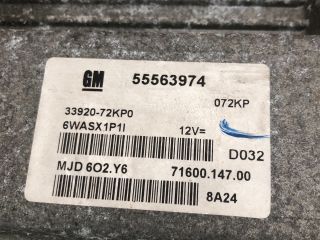 GM 55563974
33920-72KP0 072KP
6WASX1P1I 12V=
D032
MJD 6O2.Y6 71600.147.00
8A24